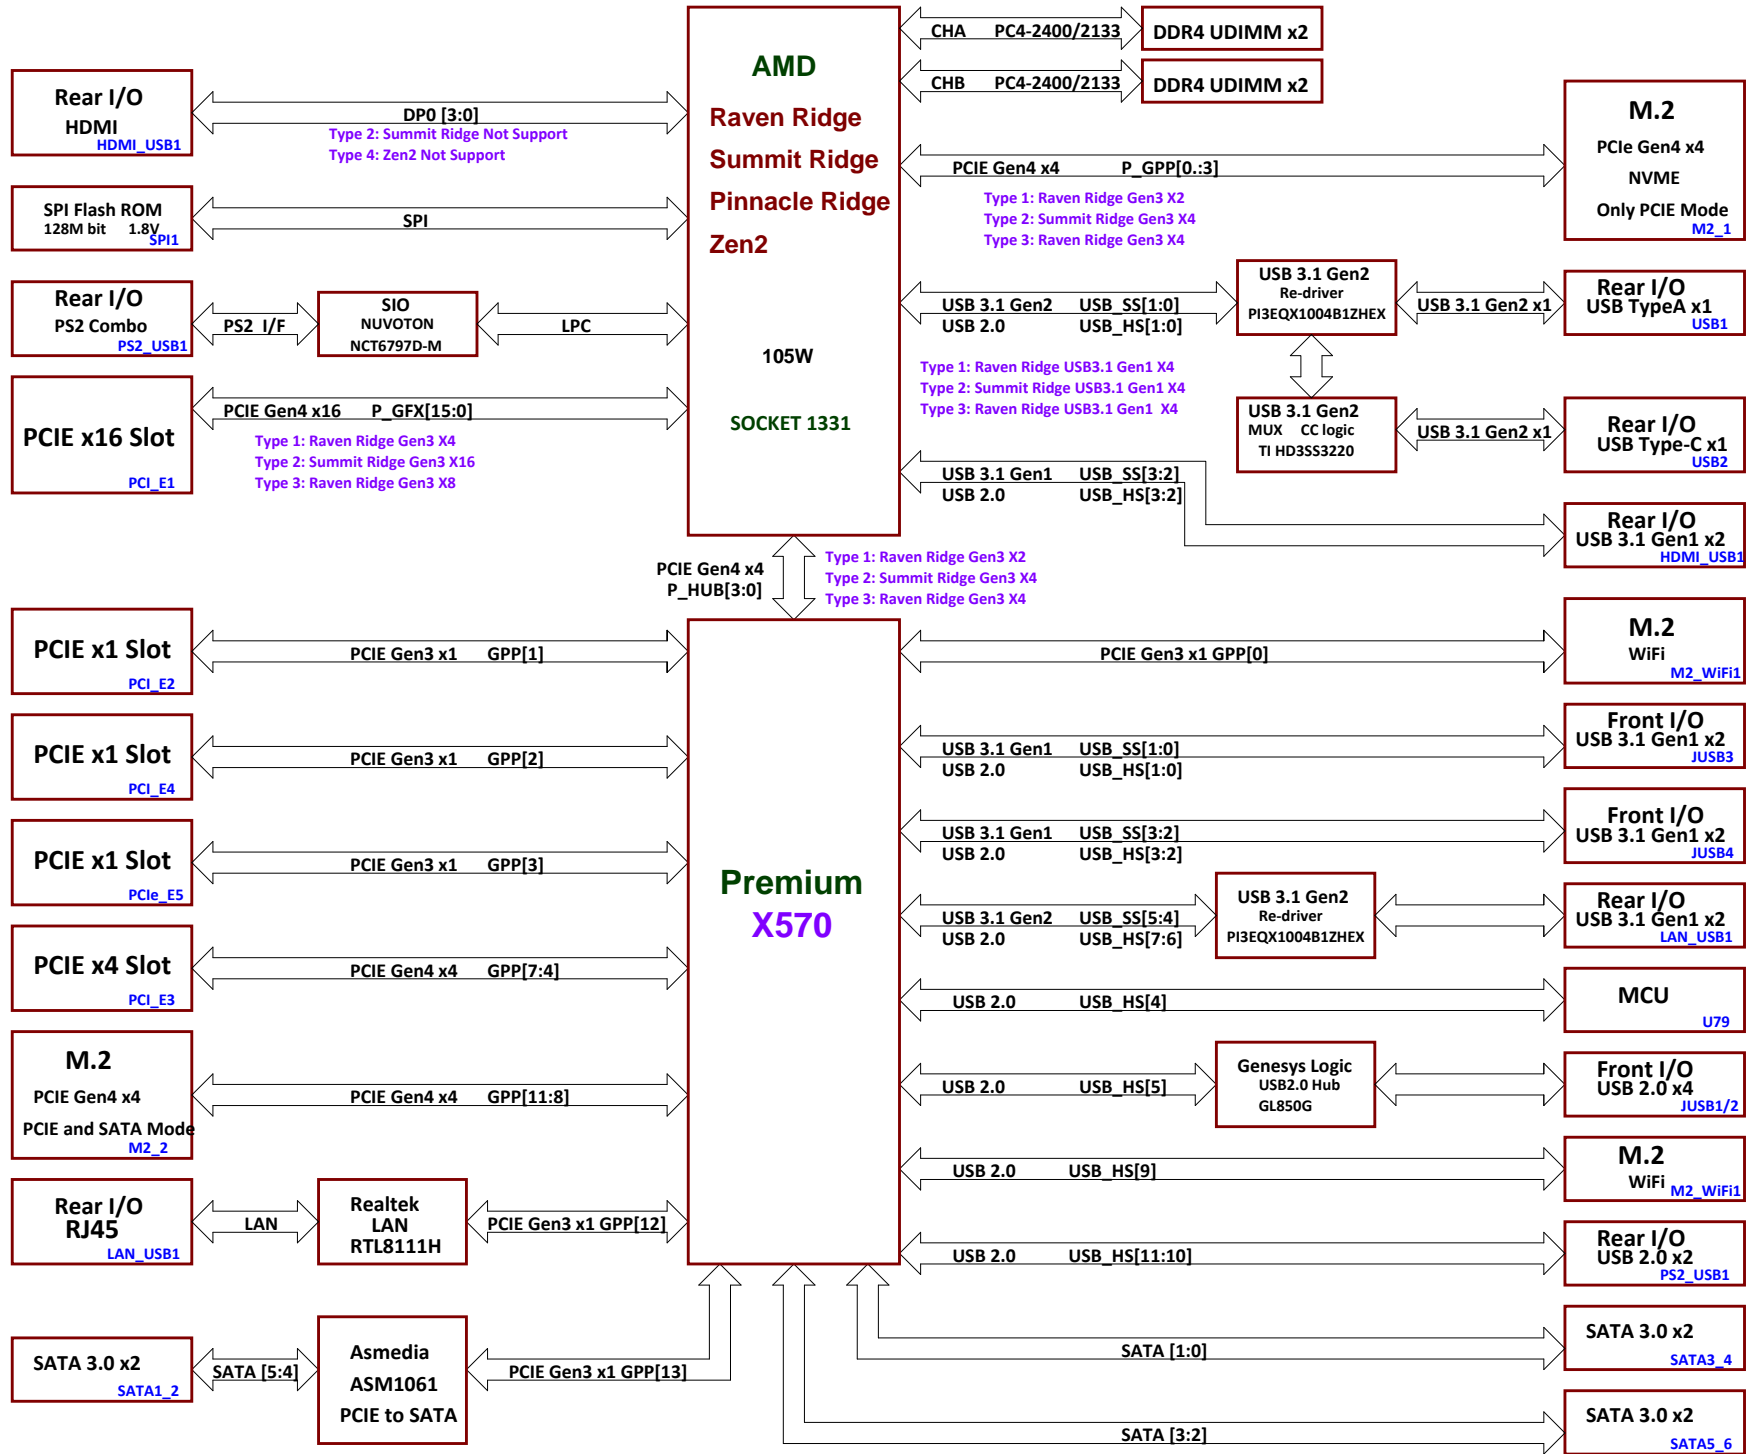 AMD
Raven Ridge
Summit Ridge
Pinnacle Ridge
Zen2
105W
SOCKET 1331
CHA PC4-2400/2133
DDR4 UDIMM x2
CHB PC4-2400/2133
DDR4 UDIMM x2
Rear I/O
HDMI
HDMI_USB1
DP0 [3:0]
Type 2: Summit Ridge Not Support
Type 4: Zen2 Not Support
SPI Flash ROM
128M bit 1.8V
SPI1
SPI
Rear I/O
PS2 Combo
PS2_USB1
PS2 I/F
SIO
NUVOTON
NCT6797D-M
LPC
PCIE x16 Slot
PCI_E1
PCIE Gen4 x16 P_GFX[15:0]
Type 1: Raven Ridge Gen3 X4
Type 2: Summit Ridge Gen3 X16
Type 3: Raven Ridge Gen3 X8
PCIE Gen4 x4 P_GPP[0.:3]
Type 1: Raven Ridge Gen3 X2
Type 2: Summit Ridge Gen3 X4
Type 3: Raven Ridge Gen3 X4
M.2
PCIe Gen4 x4
NVME
Only PCIE Mode
M2_1
USB 3.1 Gen2 USB_SS[1:0]
USB 2.0 USB_HS[1:0]
Type 1: Raven Ridge USB3.1 Gen1 X4
Type 2: Summit Ridge USB3.1 Gen1 X4
Type 3: Raven Ridge USB3.1 Gen1 X4
USB 3.1 Gen2
Re-driver
PI3EQX1004B1ZHEX
USB 3.1 Gen2 x1
Rear I/O
USB TypeA x1
USB1
USB 3.1 Gen2
MUX CC logic
TI HD3SS3220
USB 3.1 Gen2 x1
Rear I/O
USB Type-C x1
USB2
USB 3.1 Gen1 USB_SS[3:2]
USB 2.0 USB_HS[3:2]
Rear I/O
USB 3.1 Gen1 x2
HDMI_USB1
PCIE Gen4 x4
P_HUB[3:0]
Type 1: Raven Ridge Gen3 X2
Type 2: Summit Ridge Gen3 X4
Type 3: Raven Ridge Gen3 X4
Premium
X570
PCIE x1 Slot
PCI_E2
PCIE Gen3 x1 GPP[1]
PCIE x1 Slot
PCI_E4
PCIE Gen3 x1 GPP[2]
PCIE x1 Slot
PCIe_E5
PCIE Gen3 x1 GPP[3]
PCIE x4 Slot
PCI_E3
PCIE Gen4 x4 GPP[7:4]
M.2
PCIE Gen4 x4
PCIE and SATA Mode
M2_2
PCIE Gen4 x4 GPP[11:8]
Rear I/O
RJ45
LAN_USB1
LAN
Realtek
LAN
RTL8111H
PCIE Gen3 x1 GPP[12]
SATA 3.0 x2
SATA1_2
SATA [5:4]
Asmedia
ASM1061
PCIE to SATA
PCIE Gen3 x1 GPP[13]
PCIE Gen3 x1 GPP[0]
M.2
WiFi
M2_WiFi1
USB 3.1 Gen1 USB_SS[1:0]
USB 2.0 USB_HS[1:0]
Front I/O
USB 3.1 Gen1 x2
JUSB3
USB 3.1 Gen1 USB_SS[3:2]
USB 2.0 USB_HS[3:2]
Front I/O
USB 3.1 Gen1 x2
JUSB4
USB 3.1 Gen2 USB_SS[5:4]
USB 2.0 USB_HS[7:6]
USB 3.1 Gen2
Re-driver
PI3EQX1004B1ZHEX
Rear I/O
USB 3.1 Gen1 x2
LAN_USB1
USB 2.0 USB_HS[4]
MCU
U79
USB 2.0 USB_HS[5]
Genesys Logic
USB2.0 Hub
GL850G
Front I/O
USB 2.0 x4
JUSB1/2
USB 2.0 USB_HS[9]
M.2
WiFi
M2_WiFi1
USB 2.0 USB_HS[11:10]
Rear I/O
USB 2.0 x2
PS2_USB1
SATA [1:0]
SATA 3.0 x2
SATA3_4
SATA [3:2]
SATA 3.0 x2
SATA5_6